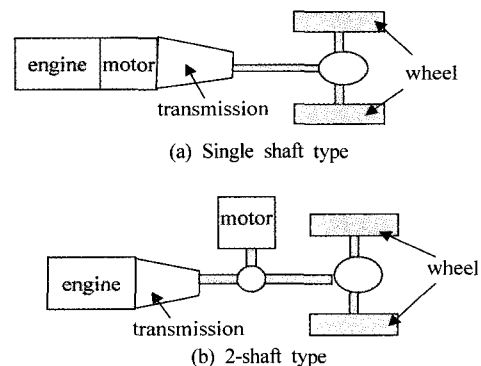 engine motor
transmission
wheel
(a) Single shaft type
motor
engine
transmission
wheel
(b) 2-shaft type